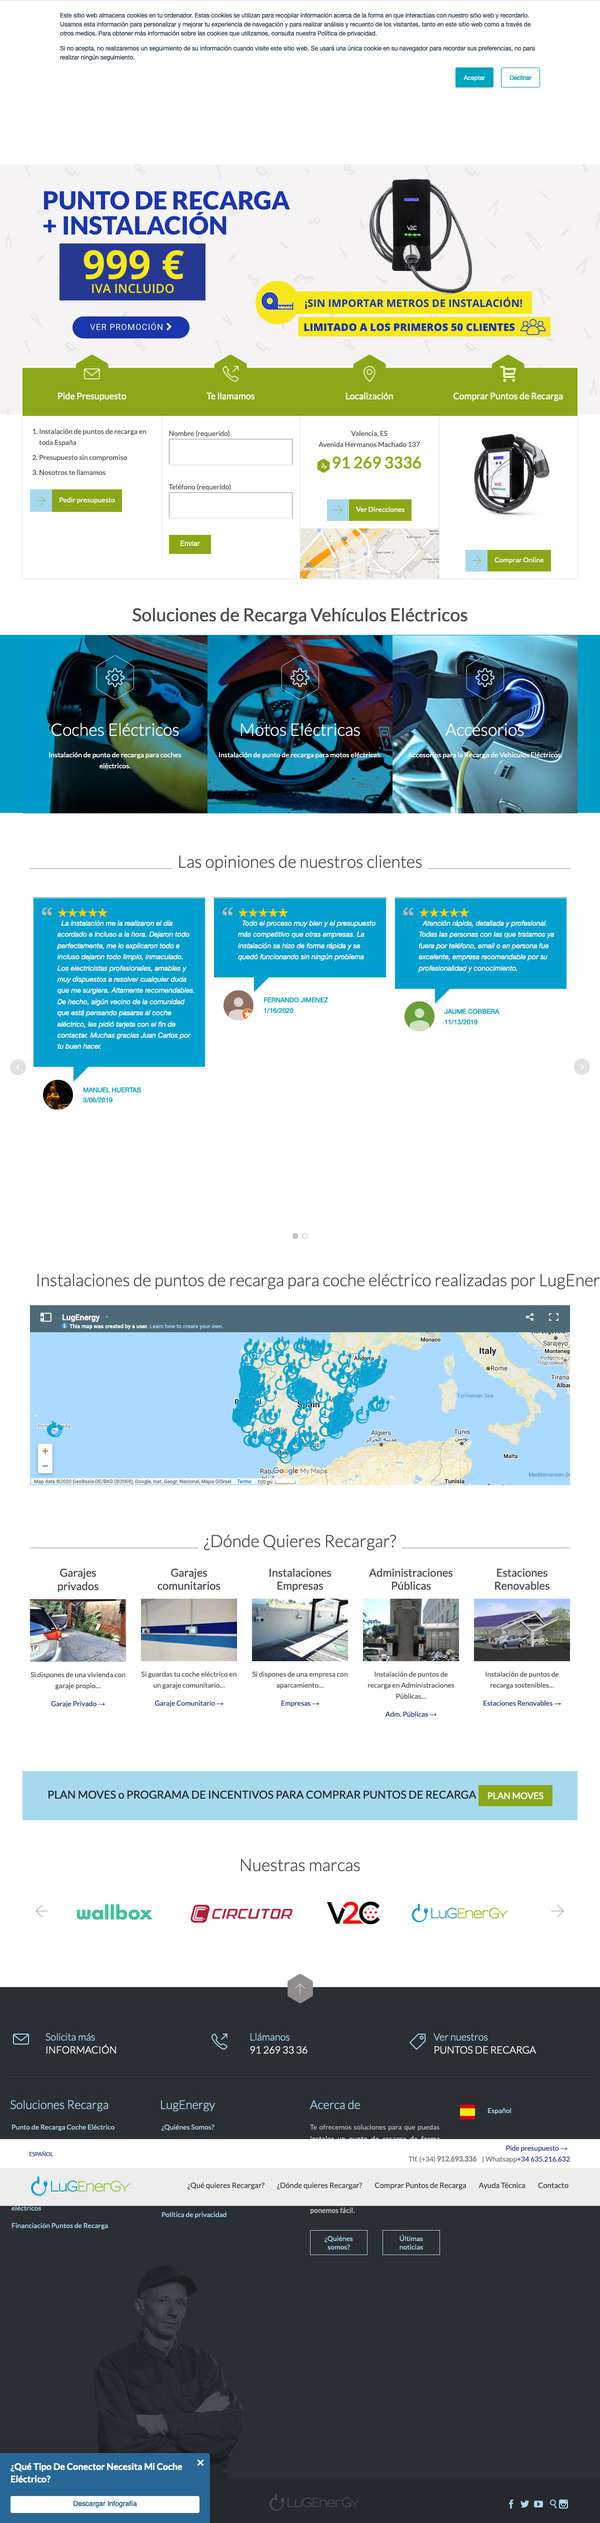 Este sitio web almacena cookies en tu ordenador. Estas cookies se utilizan para recopilar información acerca de la forma en que interactúas con nuestro sitio web y recordarlo.
Usamos esta información para personalizar y mejorar tu experiencia de navegación y para realizar análisis y recuento de los visitantes, tanto en este sitio web como a través de
otros medios. Para obtener más información sobre las cookies que utilizamos, consulta nuestra Política de privacidad.
Si no acepta, no realizaremos un seguimiento de su información cuando visite este sitio web. Se usará una única cookie en su navegador para recordar sus preferencias, no para
realizar ningún seguimiento.
Aceptar
Declinar
PUNTO DE RECARGA
+ INSTALACIÓN
999 €
IVA INCLUIDO
VER PROMOCIÓN
V2C
¡SIN IMPORTAR METROS DE INSTALACIÓN!
LIMITADO A LOS PRIMEROS 50 CLIENTES
Pide Presupuesto
Te llamamos
Localización
Comprar Puntos de Recarga
1. Instalación de puntos de recarga en
toda España
2. Presupuesto sin compromiso
3. Nosotros te llamamos
Pedir presupuesto
Nombre (requerido)
Teléfono (requerido)
Enviar
Valencia, ES
Avenida Hermanos Machado 137
91 269 3336
Ver Direcciones
Comprar Online
Soluciones de Recarga Vehículos Eléctricos
Coches Eléctricos
Instalación de punto de recarga para coches
eléctricos.
Motos Eléctricas
Instalación de punto de recarga para motos eléctricas.
Accesorios
Accesorios para la Recarga de Vehículos Eléctricos.
Las opiniones de nuestros clientes
La instalación me la realizaron el día
acordado e incluso a la hora. Dejaron todo
perfectamente, me lo explicaron todo e
incluso dejaron todo limpio, inmaculado.
Los electricistas profesionales, amables y
muy dispuestos a resolver cualquier duda
que me surgiera. Altamente recomendables.
De hecho, algún vecino de la comunidad
que está pensando pasarse al coche
eléctrico, les pidió tarjeta con el fin de
contactar. Muchas gracias Juan Carlos por
tu buen hacer.
MANUEL HUERTAS
3/06/2019
Todo el proceso muy bien y el presupuesto
más competitivo que otras empresas. La
instalación se hizo de forma rápida y se
quedó funcionando sin ningún problema
FERNANDO JIMENEZ
1/16/2020
Atención rápida, detallada y profesional.
Todas las personas con las que tratamos ya
fuera por teléfono, email o en persona fue
excelente, empresa recomendable por su
profesionalidad y conocimiento.
JAUME CORBERA
11/13/2019
Instalaciones de puntos de recarga para coche eléctrico realizadas por LugEner
LugEnergy
This map was created by a user. Learn how to create your own.
Monaco
Andorra
Italy
Rome
Sarajevo
Tirana
Tyrrhenian Sea
Spain
Algiers
Tunis
Malta
Tunisia
Mediterranean Se
Google My Maps
Terms
¿Dónde Quieres Recargar?
Garajes
privados
Si dispones de una vivienda con
garaje propio...
Garaje Privado →
Garajes
comunitarios
Si guardas tu coche eléctrico en
un garaje comunitario...
Garaje Comunitario →
Instalaciones
Empresas
Si dispones de una empresa con
aparcamiento...
Empresas →
Administraciones
Públicas
Instalación de puntos de
recarga en Administraciones
Públicas...
Adm. Públicas →
Estaciones
Renovables
Instalación de puntos de
recarga sostenibles...
Estaciones Renovables →
PLAN MOVES o PROGRAMA DE INCENTIVOS PARA COMPRAR PUNTOS DE RECARGA PLAN MOVES
Nuestras marcas
wallbox
CIRCUTOR
V2C
LuGEnerGy
Solicita más
INFORMACIÓN
Llámanos
91 269 33 36
Ver nuestros
PUNTOS DE RECARGA
Soluciones Recarga
Punto de Recarga Coche Eléctrico
LugEnergy
¿Quiénes Somos?
Acerca de
Te ofrecemos soluciones para que puedas
Español
ESPAÑOL
Pide presupuesto →
Tlf. (+34) 912.693.336 | Whatsapp+34 635.216.632
LuGEnerGy
¿Qué quieres Recargar?
¿Dónde quieres Recargar?
Comprar Puntos de Recarga
Ayuda Técnica
Contacto
eléctricos
Financiación Puntos de Recarga
Política de privacidad
ponemos fácil.
¿Quiénes
somos?
Últimas
noticias
¿Qué Tipo De Conector Necesita Mi Coche
Eléctrico?
Descargar Infografía
LuGEnerGy